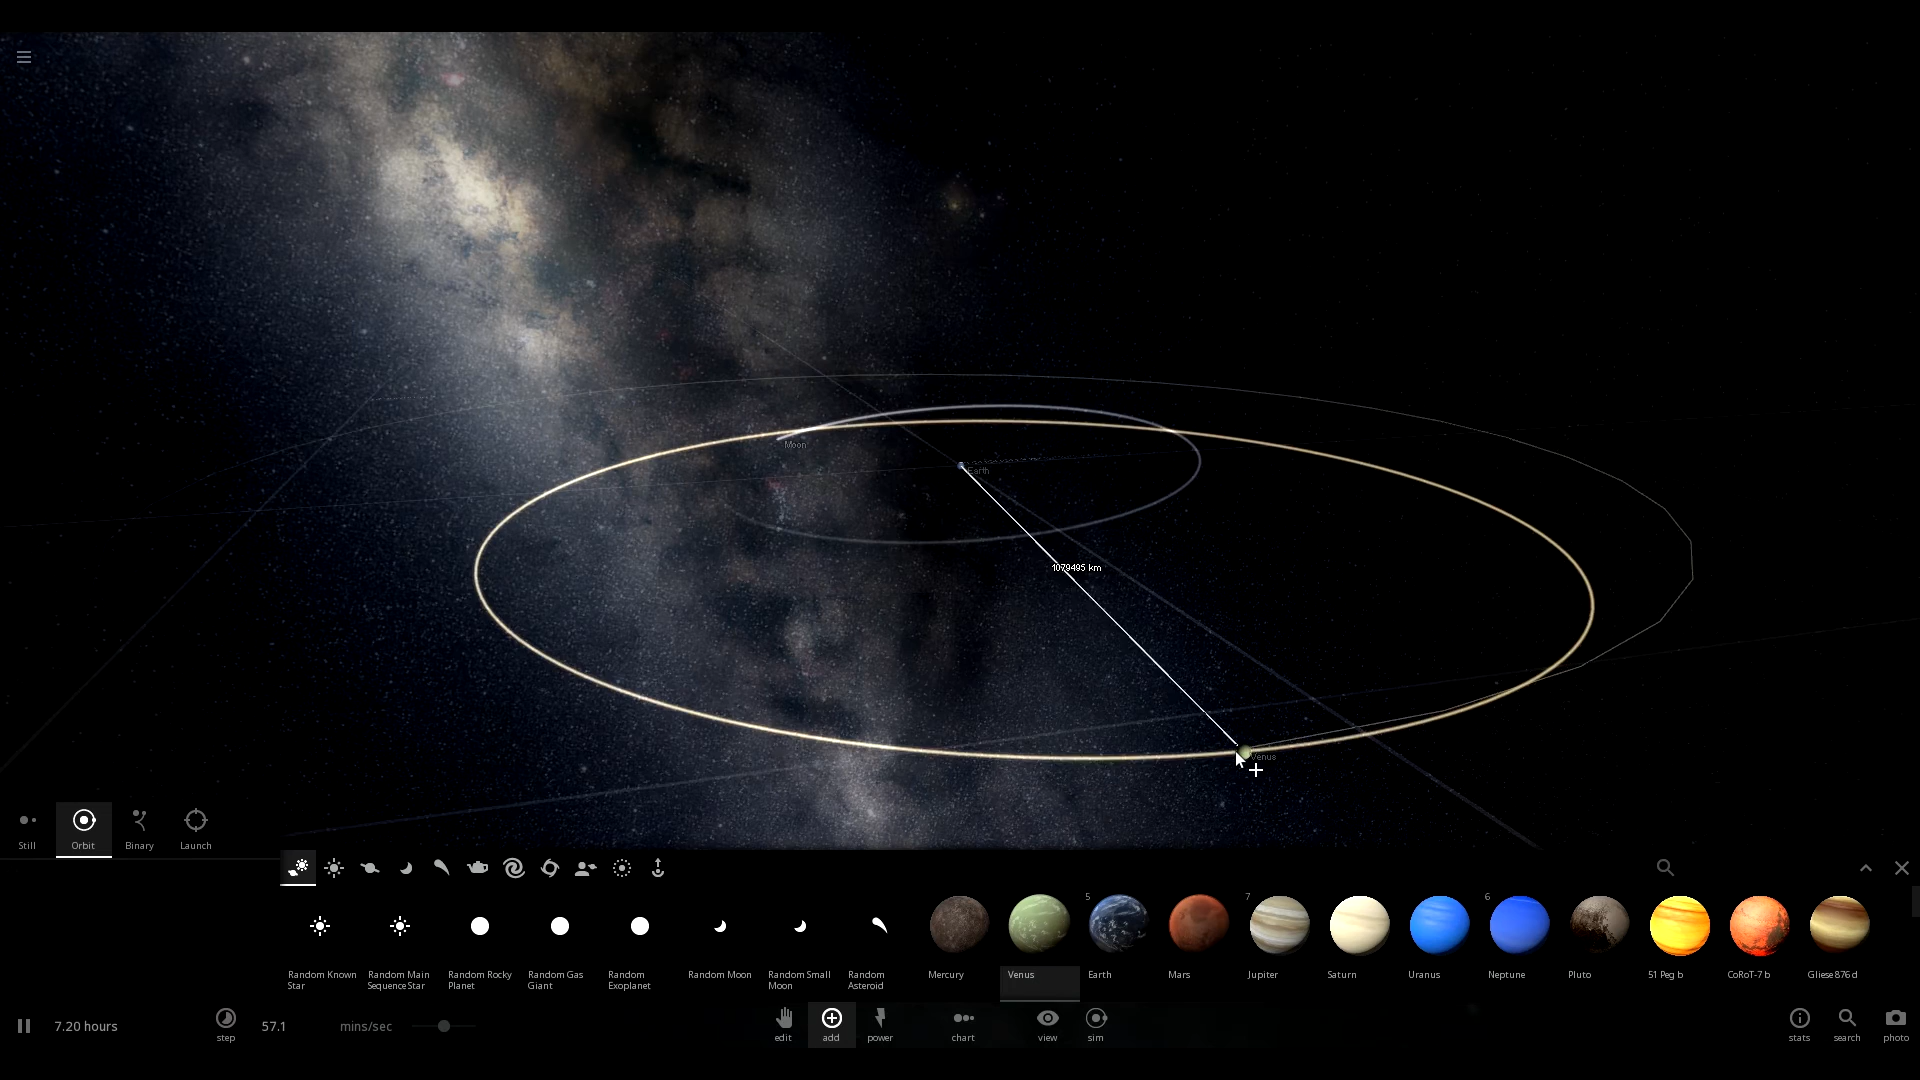 Moon
Earth
1079495 km
Venus
Still
Orbit
Binary
Launch
5
7
6
Random Known
Star
Random Main
Sequence Star
Random Rocky
Planet
Random Gas
Giant
Random
Exoplanet
Random Moon
Random Small
Moon
Random
Asteroid
Mercury
Venus
Earth
Mars
Jupiter
Saturn
Uranus
Neptune
Pluto
51 Peg b
CoRoT-7 b
Gliese 876 d
7.20 hours
step
57.1
mins/sec
edit
add
power
chart
view
sim
stats
search
photo